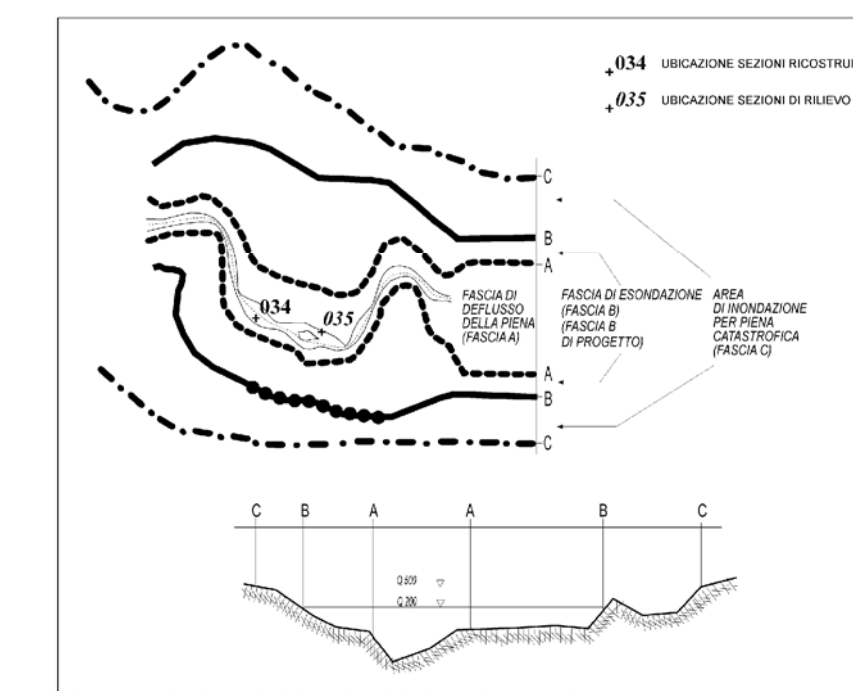 034 UBICAZIONE SEZIONI RICOSTRUI
035 UBICAZIONE SEZIONI DI RILIEVO
C
B
A
034
035
FASCIA DI
DEFLUSSO
DELLA PIENA
(FASCIA A)
FASCIA DI ESONDAZIONE
(FASCIA B)
(FASCIA B
DI PROGETTO)
AREA
DI INONDAZIONE
PER PIENA
CATASTROFICA
(FASCIA C)
A
B
C
C B A A B C
Q 500
Q 200